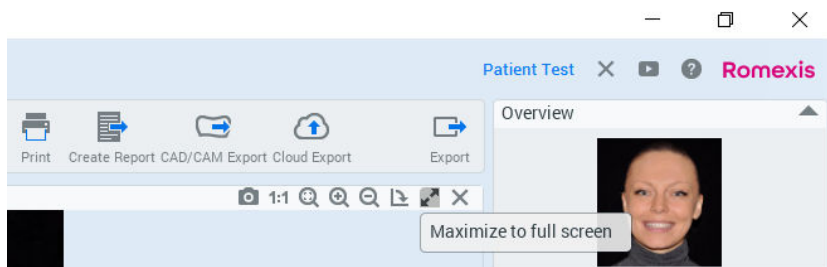 Patient Test
Romexis
Overview
Print Create Report CAD/CAM Export Cloud Export Export
1:1
Maximize to full screen